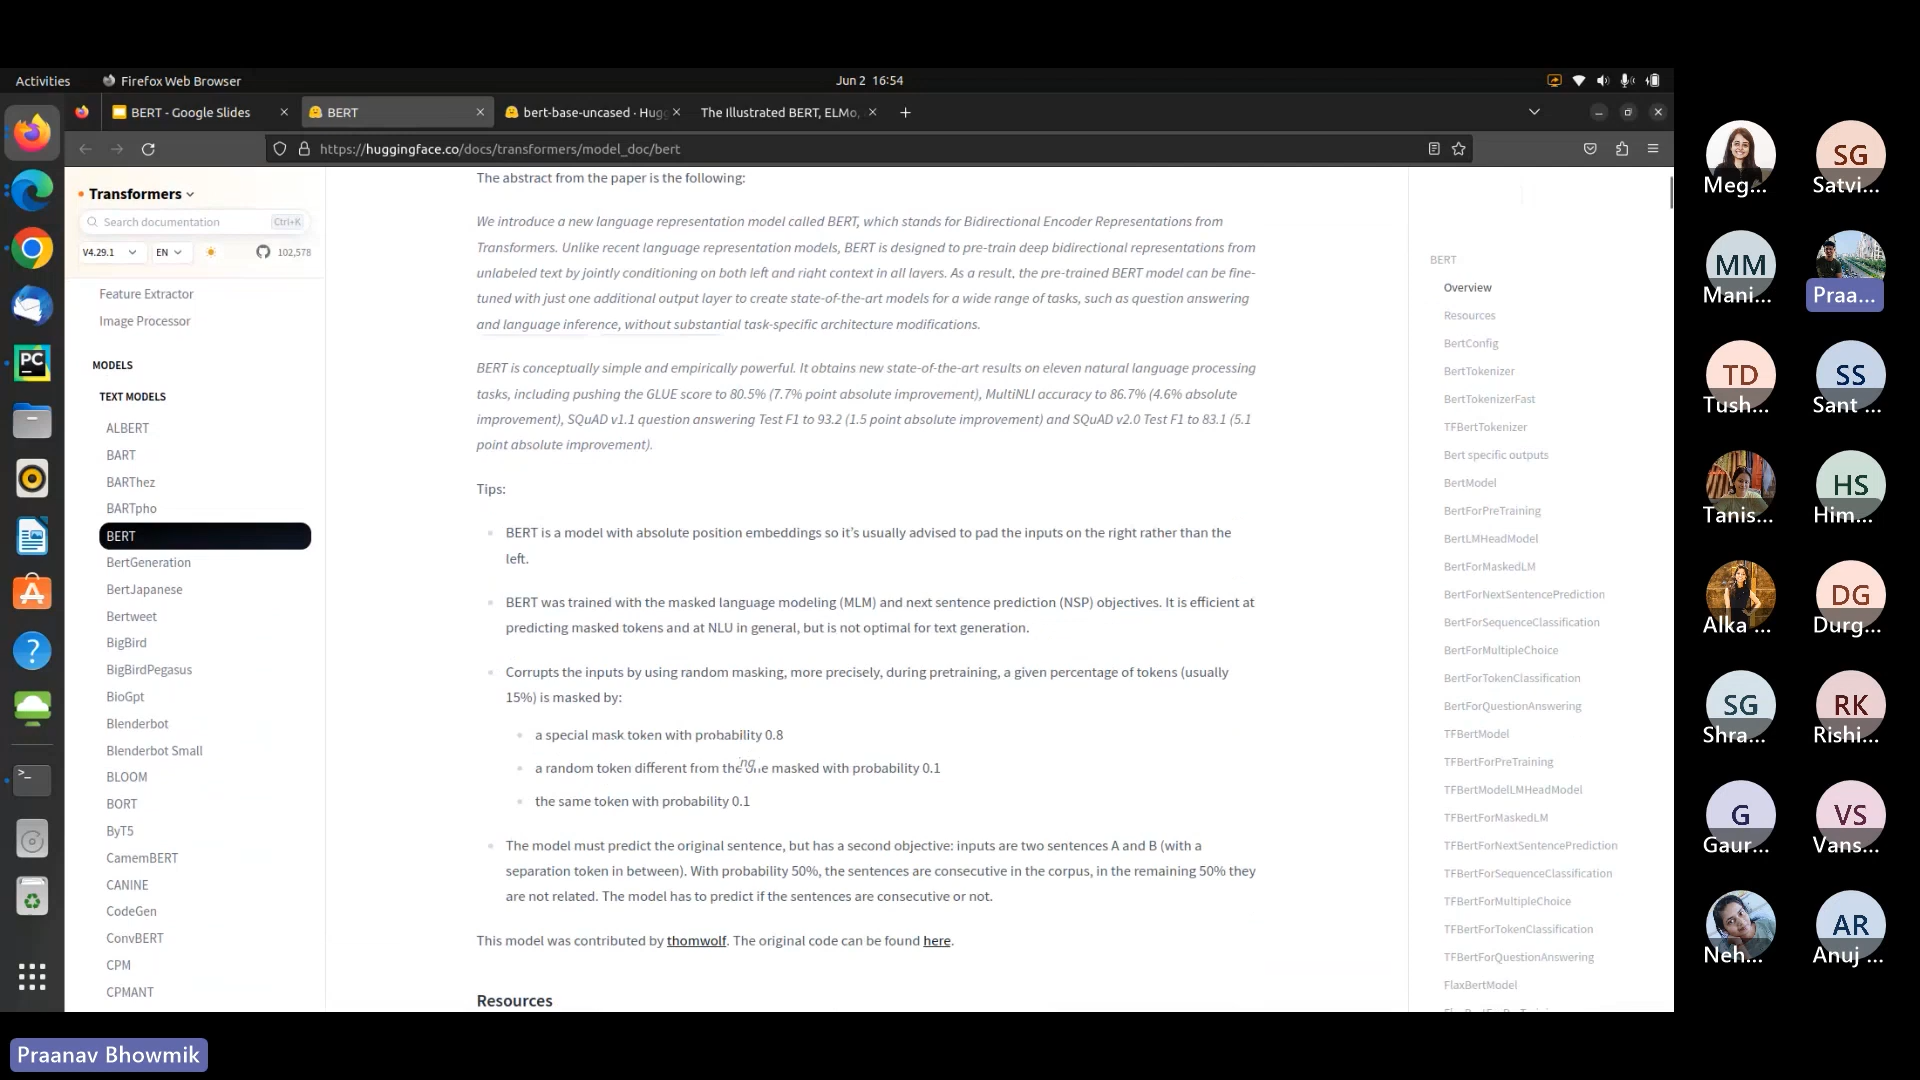 Activities
Firefox Web Browser
Jun 2 16:54
BERT - Google Slides
BERT
bert-base-uncased · Hugg
The Illustrated BERT, ELMo,
https://huggingface.co/docs/transformers/model_doc/bert
Transformers
Search documentation
Ctrl+K
V4.29.1
EN
102,578
Feature Extractor
Image Processor
MODELS
TEXT MODELS
ALBERT
BART
BARThez
BARTpho
BERT
BertGeneration
BertJapanese
Bertweet
BigBird
BigBirdPegasus
BioGpt
Blenderbot
Blenderbot Small
BLOOM
BORT
ByT5
CamemBERT
CANINE
CodeGen
ConvBERT
CPM
CPMANT
The abstract from the paper is the following:
We introduce a new language representation model called BERT, which stands for Bidirectional Encoder Representations from
Transformers. Unlike recent language representation models, BERT is designed to pre-train deep bidirectional representations from
unlabeled text by jointly conditioning on both left and right context in all layers. As a result, the pre-trained BERT model can be fine-
tuned with just one additional output layer to create state-of-the-art models for a wide range of tasks, such as question answering
and language inference, without substantial task-specific architecture modifications.
BERT is conceptually simple and empirically powerful. It obtains new state-of-the-art results on eleven natural language processing
tasks, including pushing the GLUE score to 80.5% (7.7% point absolute improvement), MultiNLI accuracy to 86.7% (4.6% absolute
improvement), SQuAD v1.1 question answering Test F1 to 93.2 (1.5 point absolute improvement) and SQuAD v2.0 Test F1 to 83.1 (5.1
point absolute improvement).
Tips:
BERT is a model with absolute position embeddings so it's usually advised to pad the inputs on the right rather than the
left.
BERT was trained with the masked language modeling (MLM) and next sentence prediction (NSP) objectives. It is efficient at
predicting masked tokens and at NLU in general, but is not optimal for text generation.
Corrupts the inputs by using random masking, more precisely, during pretraining, a given percentage of tokens (usually
15%) is masked by:
a special mask token with probability 0.8
a random token different from the masked with probability 0.1
the same token with probability 0.1
The model must predict the original sentence, but has a second objective: inputs are two sentences A and B (with a
separation token in between). With probability 50%, the sentences are consecutive in the corpus, in the remaining 50% they
are not related. The model has to predict if the sentences are consecutive or not.
This model was contributed by thomwolf. The original code can be found here.
Resources
BERT
Overview
Resources
BertConfig
BertTokenizer
BertTokenizerFast
TFBertTokenizer
Bert specific outputs
BertModel
BertForPreTraining
BertLMHeadModel
BertForMaskedLM
BertForNextSentencePrediction
BertForSequenceClassification
BertForMultipleChoice
BertForTokenClassification
BertForQuestionAnswering
TFBertModel
TFBertForPreTraining
TFBertModelLMHeadModel
TFBertForMaskedLM
TFBertForNextSentencePrediction
TFBertForSequenceClassification
TFBertForMultipleChoice
TFBertForTokenClassification
TFBertForQuestionAnswering
FlaxBertModel
Meg...
SG
Satvi...
MM
Mani...
Praa...
TD
Tush...
SS
Sant ...
Tanis...
HS
Him...
Alka ...
DG
Durg...
SG
Shra...
RK
Rishi...
G
Gaur...
VS
Vans...
Neh...
AR
Anuj ...
Praanav Bhowmik